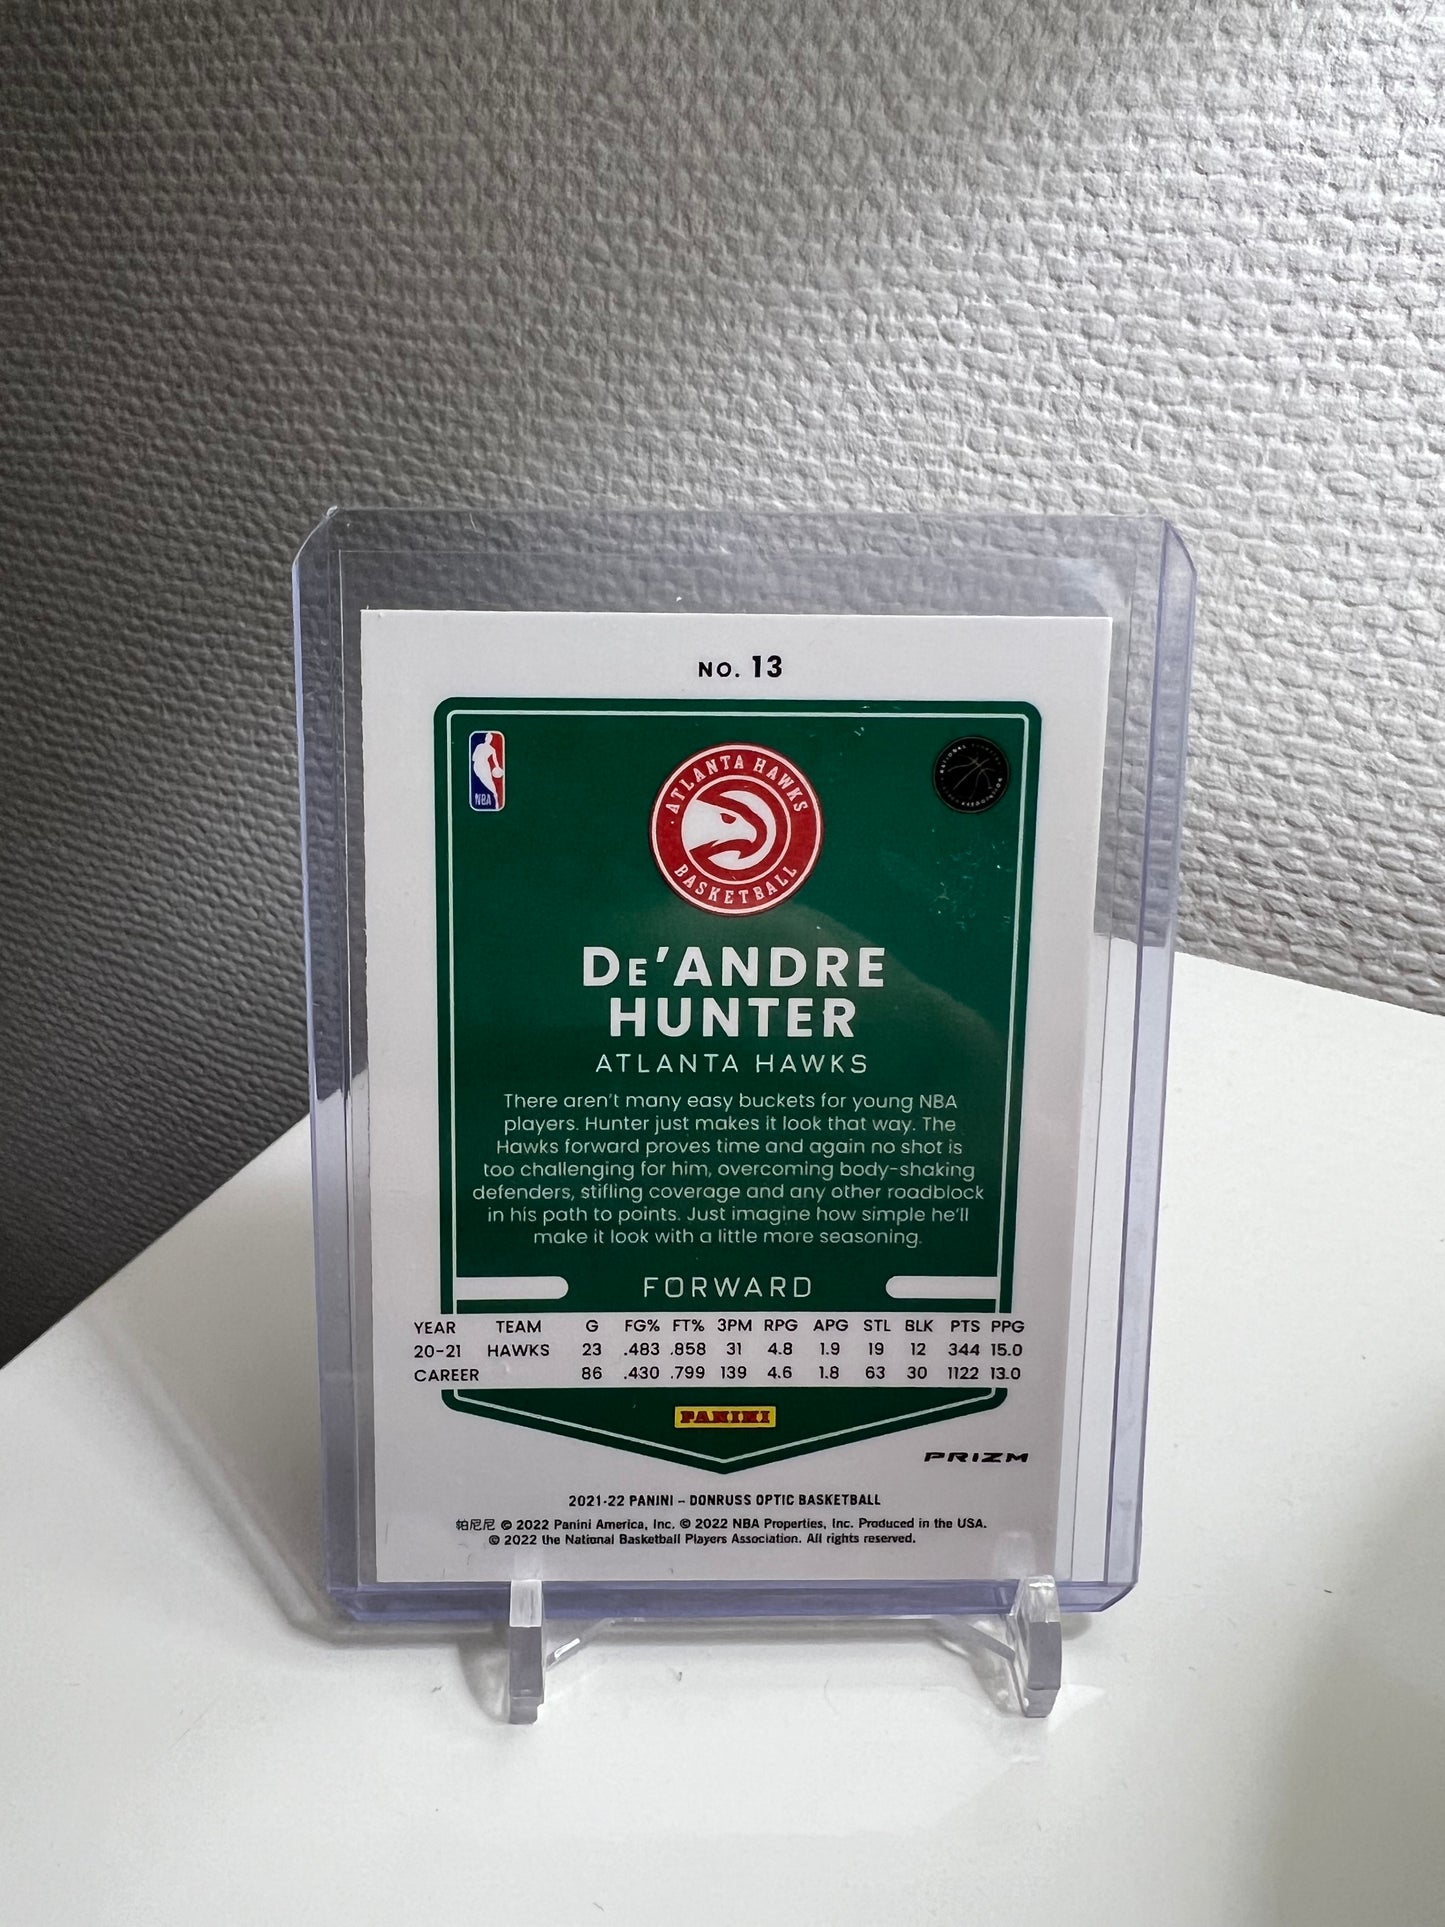 NO. 13
NBA
ATLANTA HAWKS
BASKETBALL
DE'ANDRE
HUNTER
ATLANTA HAWKS
There aren't many easy buckets for young NBA
players. Hunter just makes it look that way. The
Hawks forward proves time and again no shot is
too challenging for him, overcoming body-shaking
defenders, stifling coverage and any other roadblock
in his path to points. Just imagine how simple he'll
make it look with a little more seasoning.
FORWARD
YEAR TEAM G FG% FT% 3PM RPG APG STL BLK PTS PPG
20-21 HAWKS 23 .483 .858 31 4.8 1.9 19 12 344 15.0
CAREER 86 .430 .799 139 4.6 1.8 63 30 1122 13.0
PANINI
PRIZM
2021-22 PANINI – DONRUSS OPTIC BASKETBALL
帕尼尼 © 2022 Panini America, Inc. © 2022 NBA Properties, Inc. Produced in the USA.
© 2022 the National Basketball Players Association. All rights reserved.